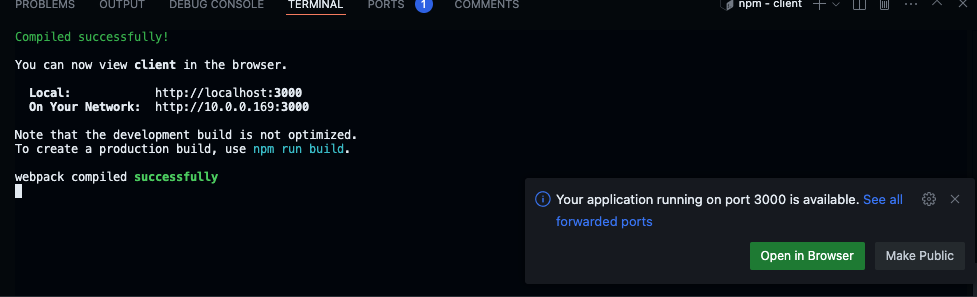 PROBLEMS OUTPUT DEBUG CONSOLE TERMINAL PORTS 1 COMMENTS npm - client
Compiled successfully!
You can now view client in the browser.
Local: http://localhost:3000
On Your Network: http://10.0.0.169:3000
Note that the development build is not optimized.
To create a production build, use npm run build.
webpack compiled successfully
Your application running on port 3000 is available. See all
forwarded ports
Open in Browser Make Public